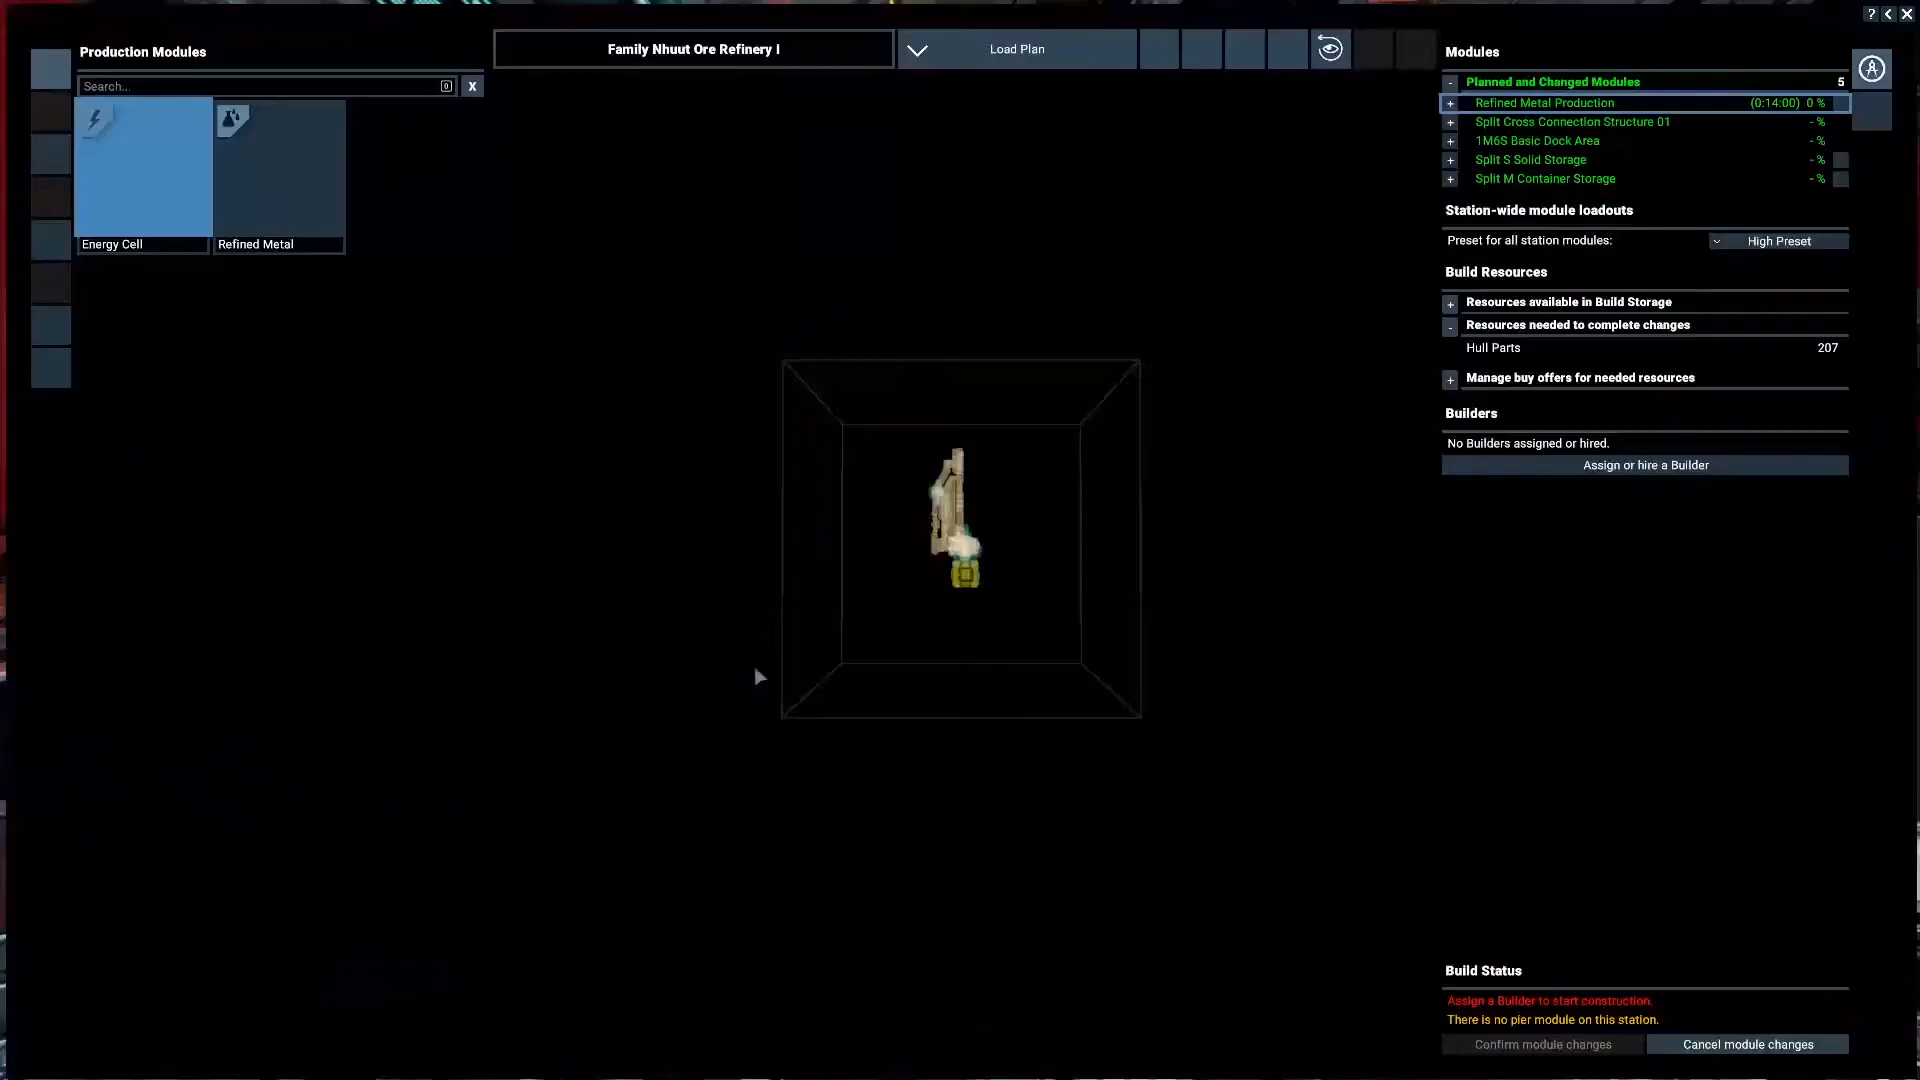 Production Modules
Search...
X
Energy Cell
Refined Metal
Family Nhuut Ore Refinery I
Load Plan
?
Modules
- Planned and Changed Modules 5
+ Refined Metal Production (0:14:00) 0 %
+ Split Cross Connection Structure 01 - %
+ 1M6S Basic Dock Area - %
+ Split S Solid Storage - %
+ Split M Container Storage - %
Station-wide module loadouts
Preset for all station modules: High Preset
Build Resources
+ Resources available in Build Storage
- Resources needed to complete changes
Hull Parts 207
+ Manage buy offers for needed resources
Builders
No Builders assigned or hired.
Assign or hire a Builder
Build Status
Assign a Builder to start construction.
There is no pier module on this station.
Confirm module changes
Cancel module changes